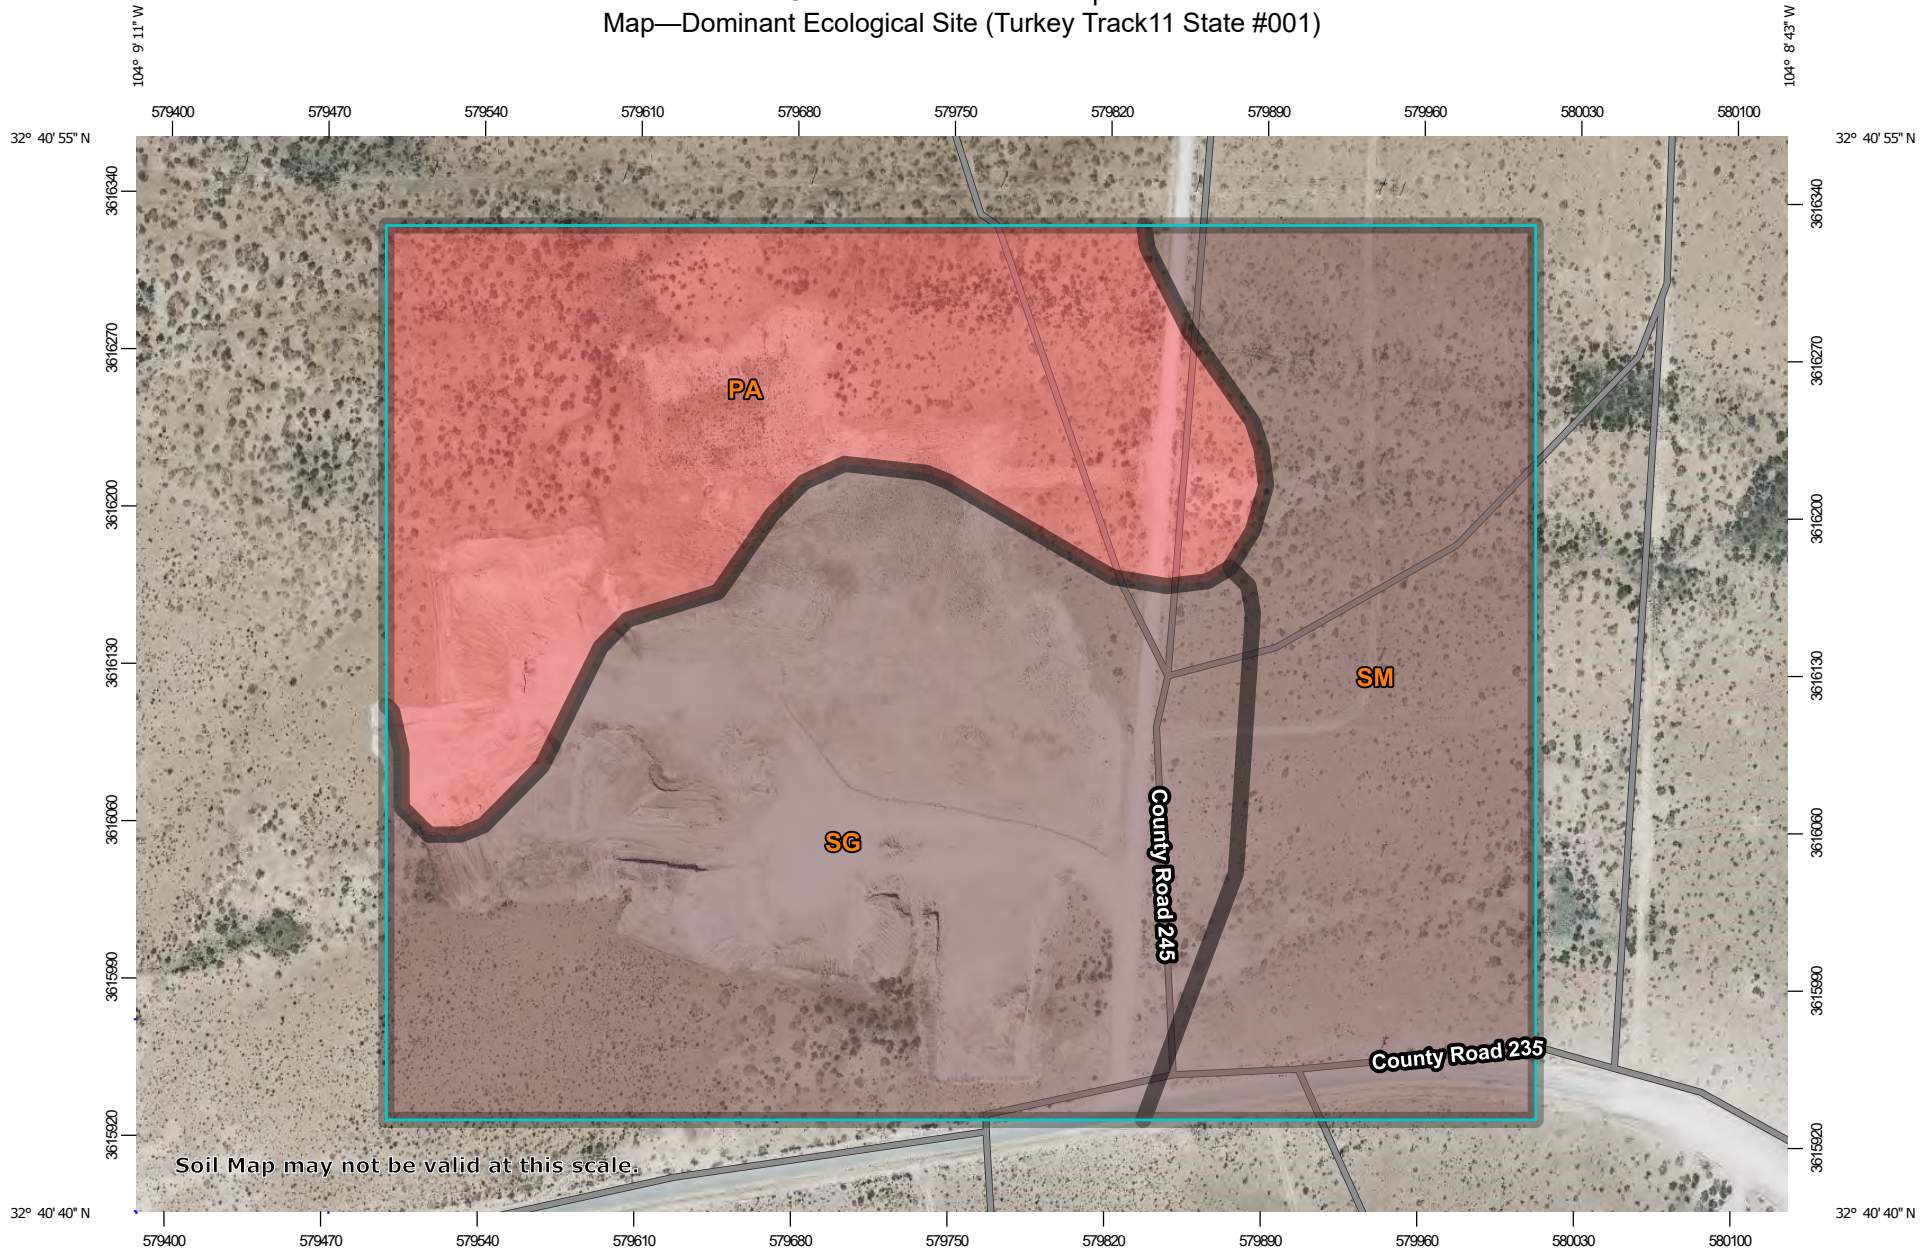 Map—Dominant Ecological Site (Turkey Track11 State #001)
104° 9' 11" W
104° 8' 43" W
579400 579470 579540 579610 579680 579750 579820 579890 579960 580030 580100
32° 40' 55" N
32° 40' 55" N
3616340
3616270
3616200
3616130
3616060
3615990
3615920
3616340
3616270
3616200
3616130
3616060
3615990
3615920
PA
SM
SG
County Road 245
County Road 235
Soil Map may not be valid at this scale.
32° 40' 40" N
32° 40' 40" N
579400 579470 579540 579610 579680 579750 579820 579890 579960 580030 580100